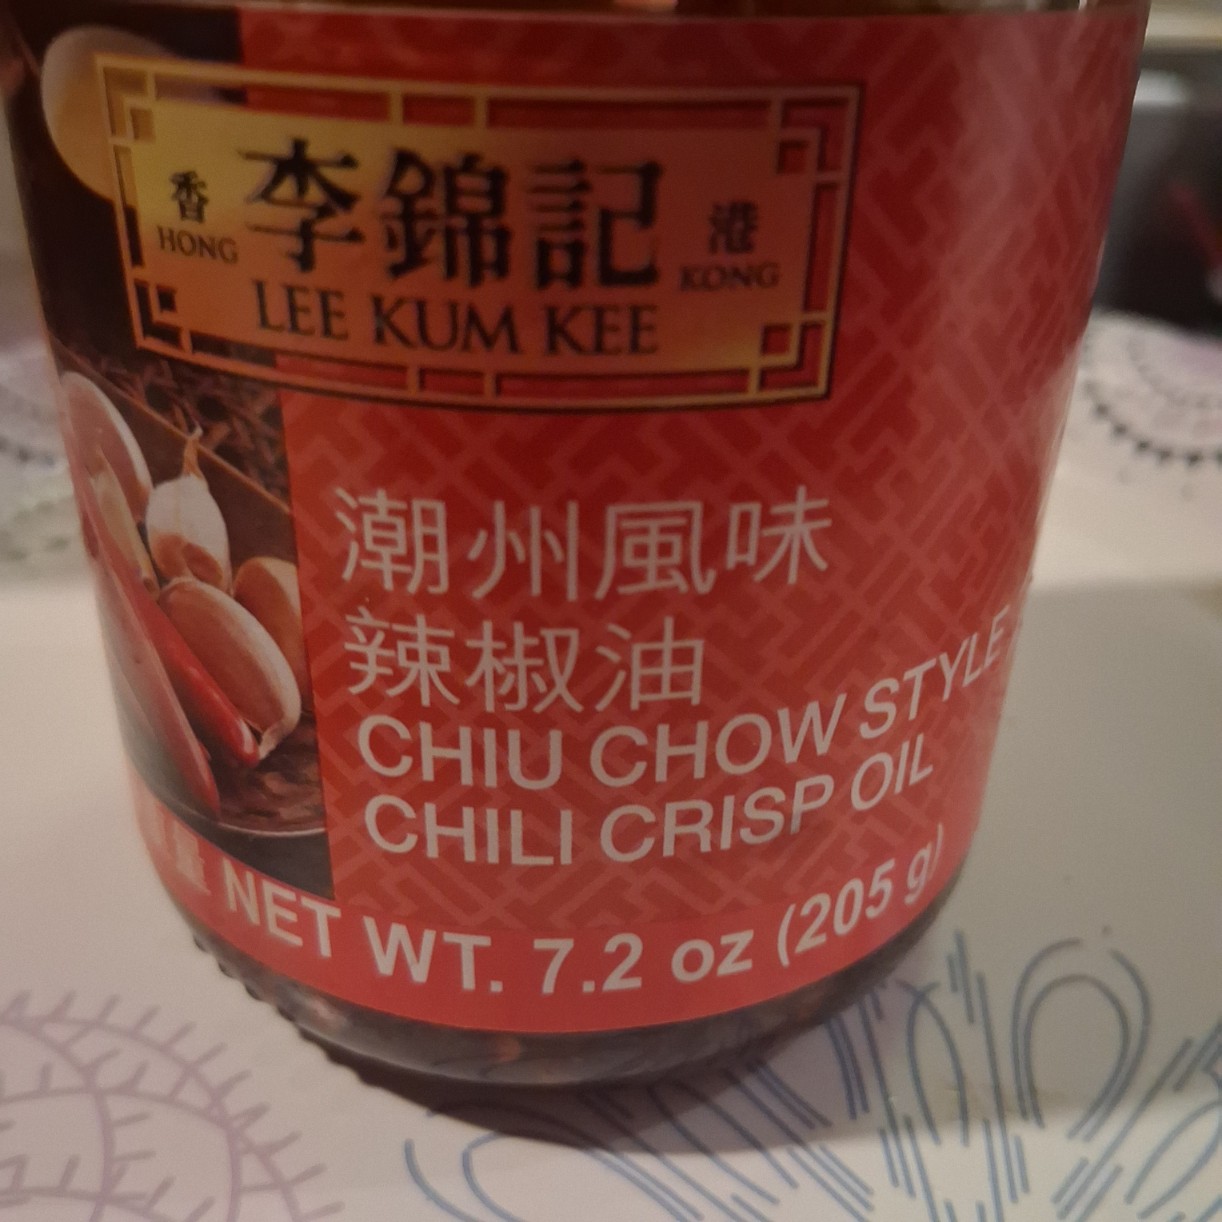 香 李錦記 港
HONG LEE KUM KEE KONG
潮州風味
辣椒油
CHIU CHOW STYLE
CHILI CRISP OIL
NET WT. 7.2 oz (205 g)